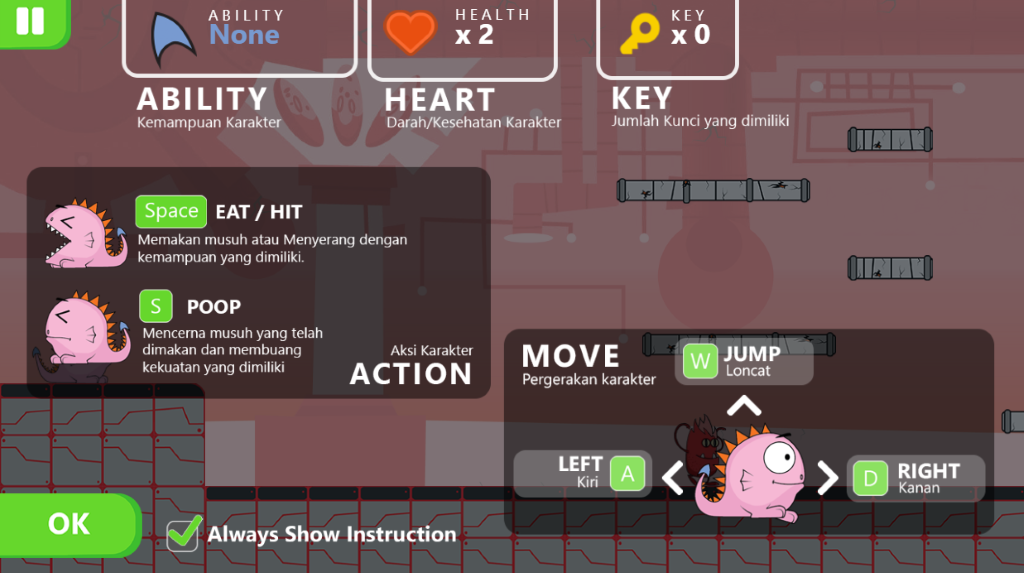 ABILITY
None
HEALTH
x 2
KEY
x 0
ABILITY
Kemampuan Karakter
HEART
Darah/Kesehatan Karakter
KEY
Jumlah Kunci yang dimiliki
Space EAT / HIT
Memakan musuh atau Menyerang dengan
kemampuan yang dimiliki.
S POOP
Mencerna musuh yang telah
dimakan dan membuang
kekuatan yang dimiliki
Aksi Karakter
ACTION
MOVE
Pergerakan karakter
W JUMP
Loncat
LEFT
Kiri
A
D
RIGHT
Kanan
OK
Always Show Instruction